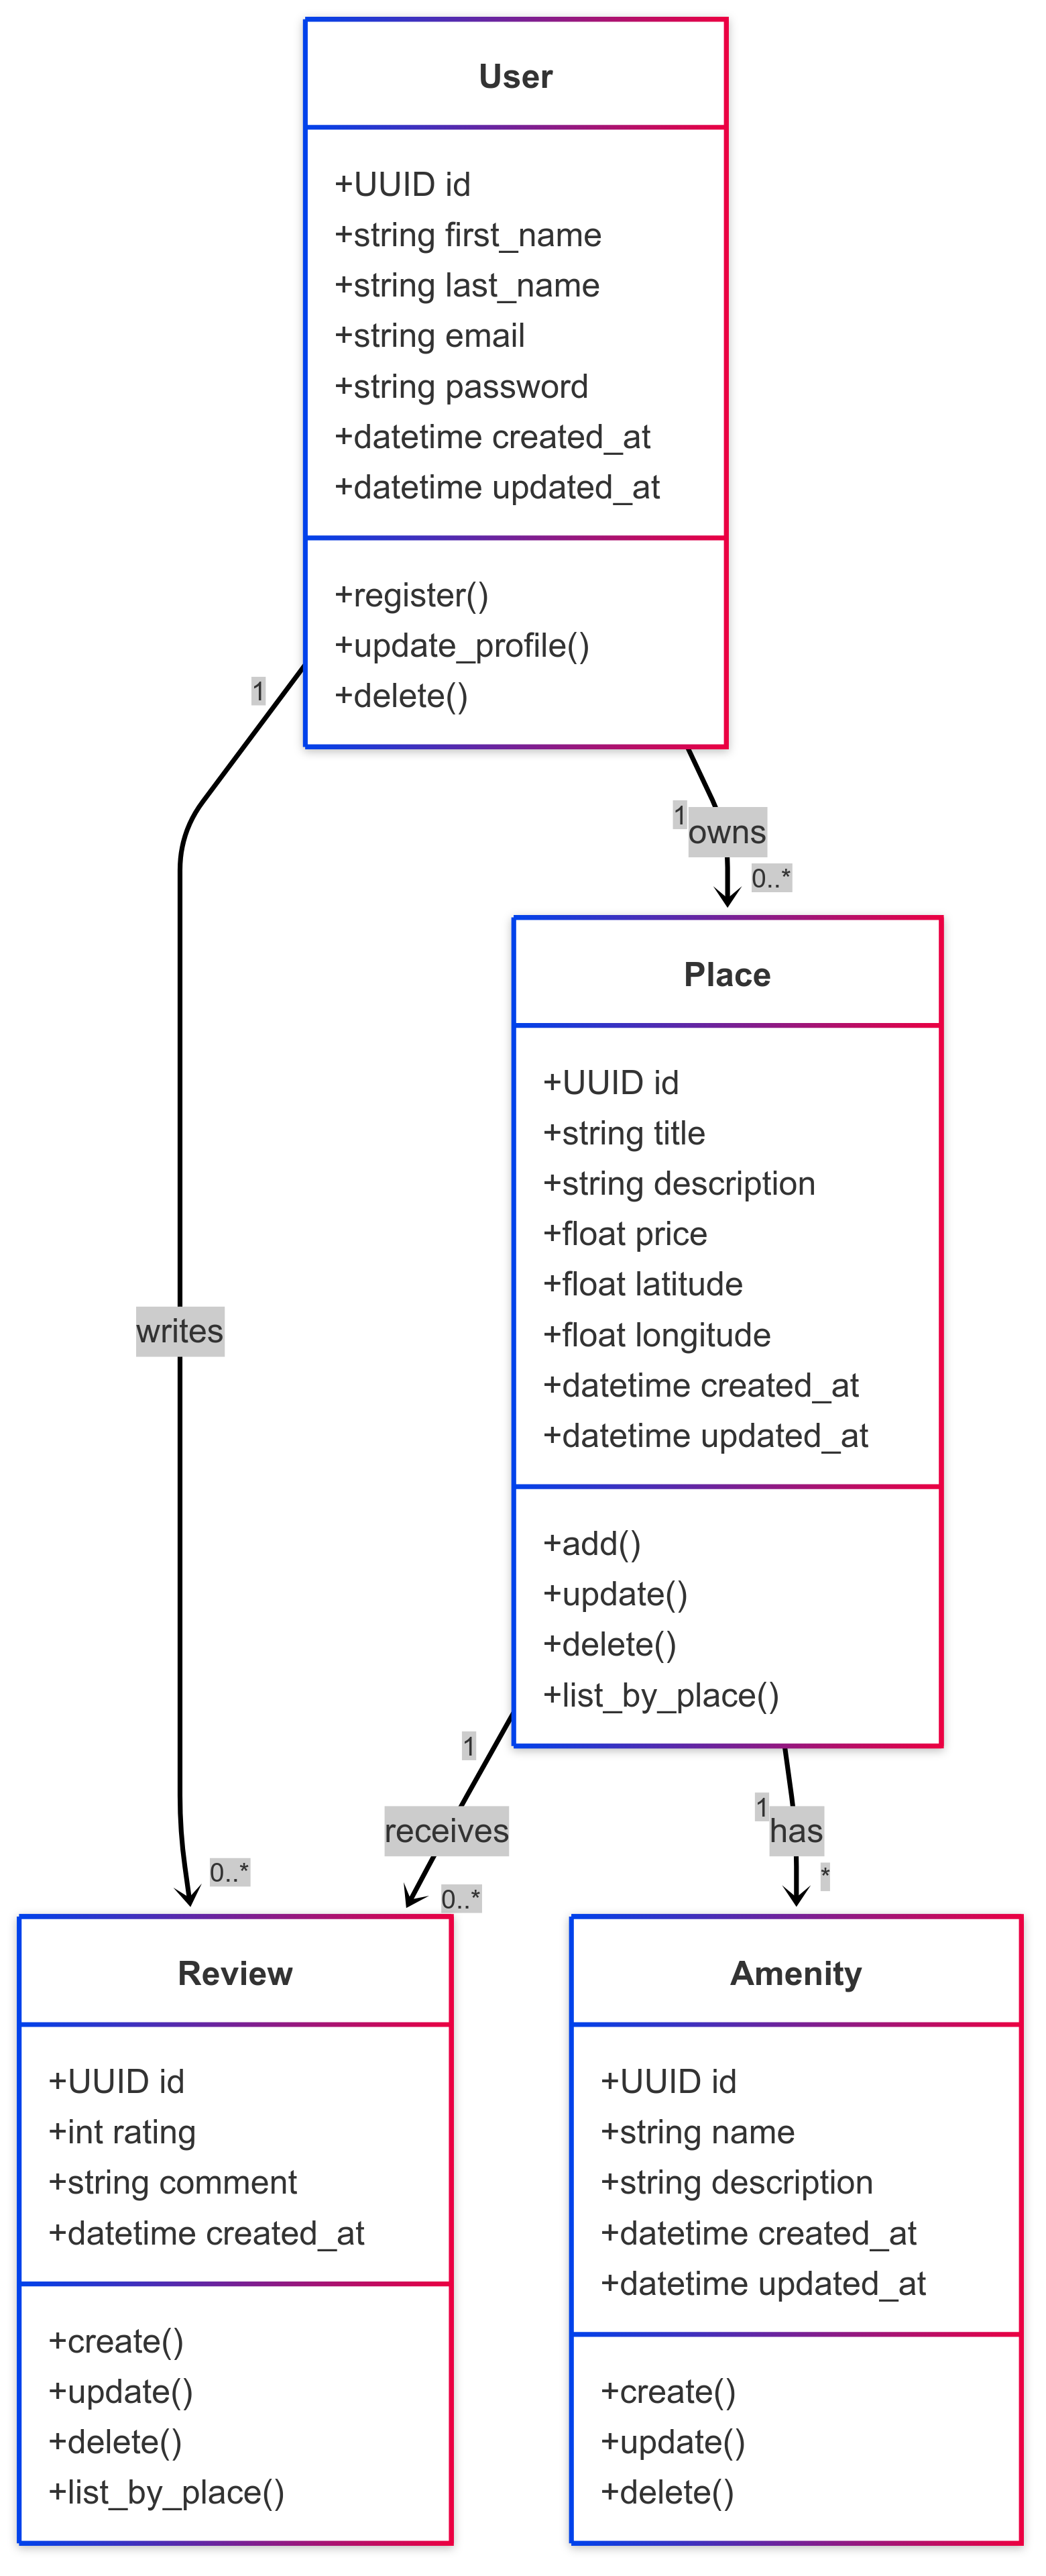 User
+UUID id
+string first_name
+string last_name
+string email
+string password
+datetime created_at
+datetime updated_at
+register()
+update_profile()
+delete()
1
1
owns
0..*
Place
+UUID id
+string title
+string description
+float price
+float latitude
+float longitude
+datetime created_at
+datetime updated_at
+add()
+update()
+delete()
+list_by_place()
writes
0..*
1
receives
0..*
1
has
*
Review
+UUID id
+int rating
+string comment
+datetime created_at
+create()
+update()
+delete()
+list_by_place()
Amenity
+UUID id
+string name
+string description
+datetime created_at
+datetime updated_at
+create()
+update()
+delete()